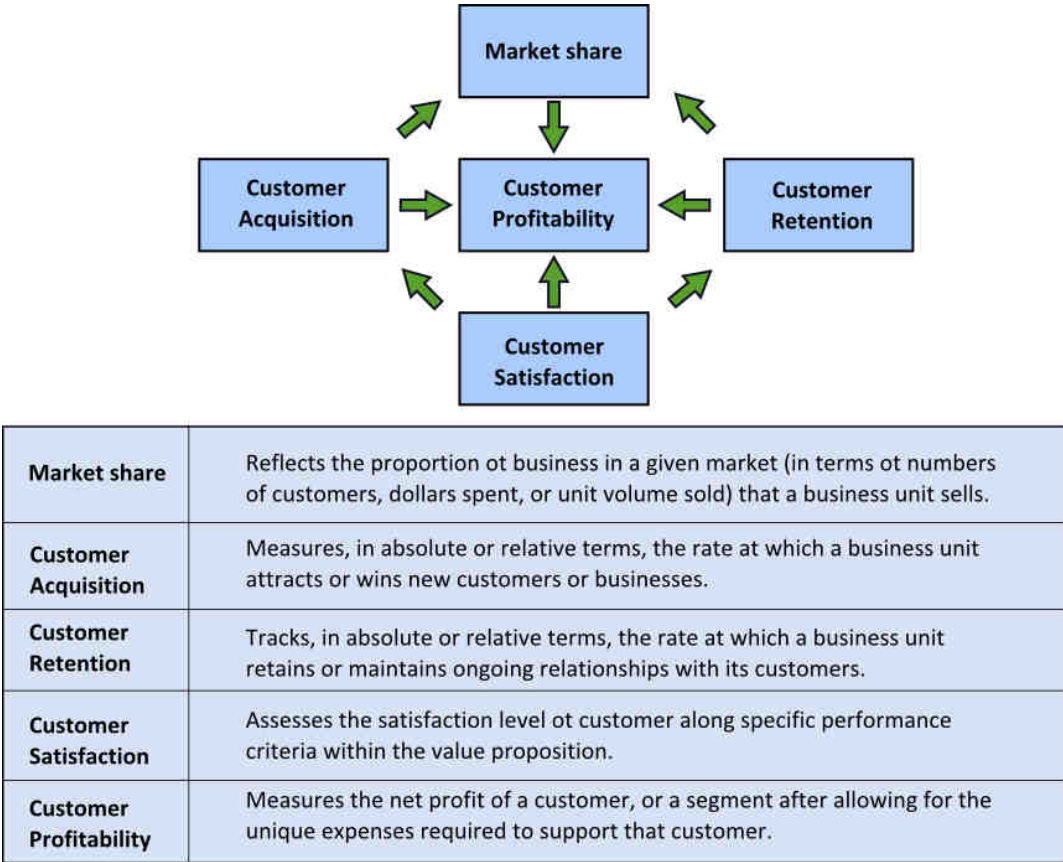 Market share
Customer
Acquisition
Customer
Profitability
Customer
Retention
Customer
Satisfaction
Market share
Reflects the proportion ot business in a given market (in terms ot numbers
of customers, dollars spent, or unit volume sold) that a business unit sells.
Customer
Acquisition
Measures, in absolute or relative terms, the rate at which a business unit
attracts or wins new customers or businesses.
Customer
Retention
Tracks, in absolute or relative terms, the rate at which a business unit
retains or maintains ongoing relationships with its customers.
Customer
Satisfaction
Assesses the satisfaction level ot customer along specific performance
criteria within the value proposition.
Customer
Profitability
Measures the net profit of a customer, or a segment after allowing for the
unique expenses required to support that customer.